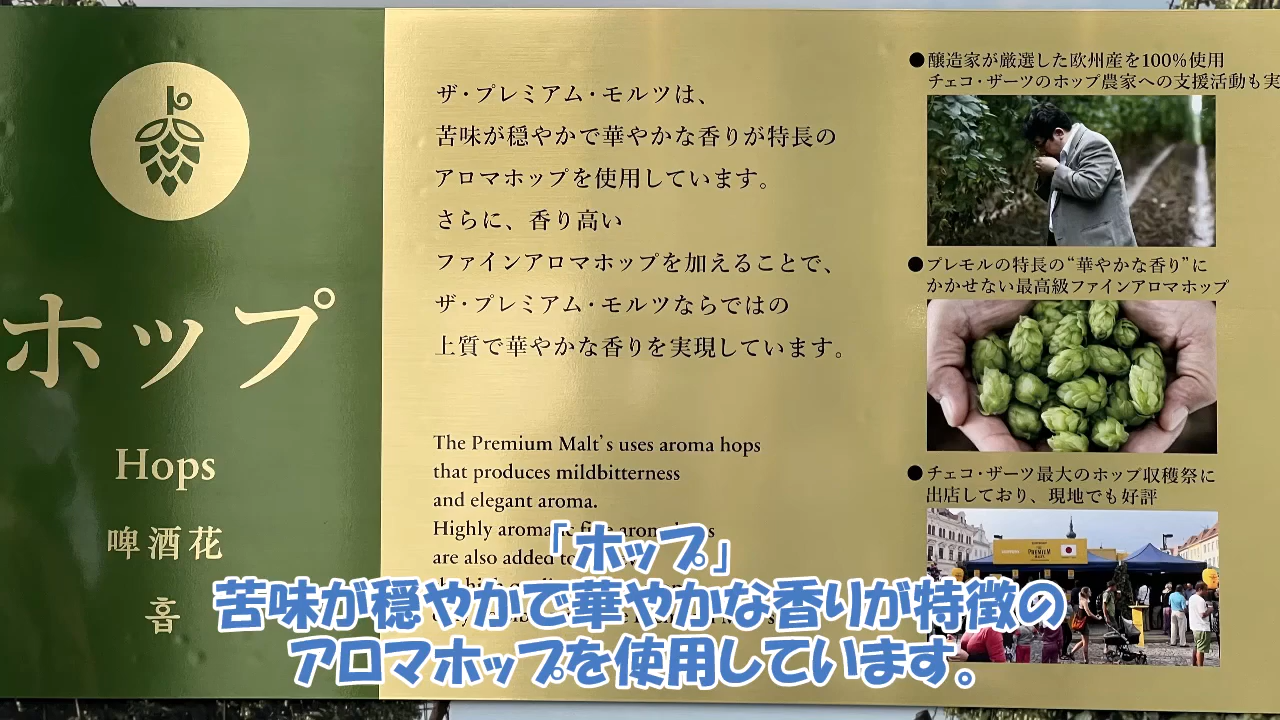 ホップ
Hops
啤酒花
홉
ザ・プレミアム・モルツは、
苦味が穏やかで華やかな香りが特長の
アロマホップを使用しています。
さらに、香り高い
ファインアロマホップを加えることで、
ザ・プレミアム・モルツならではの
上質で華やかな香りを実現しています。
The Premium Malt's uses aroma hops
that produces mildbitterness
and elegant aroma.
Highly
are also added to
●醸造家が厳選した欧州産を100%使用
チェコ・ザーツのホップ農家への支援活動も実
●プレモルの特長の“華やかな香り”に
かかせない最高級ファインアロマホップ
●チェコ・ザーツ最大のホップ収穫祭に
出店しており、現地でも好評
「ホップ」
苦味が穏やかで華やかな香りが特徴の
アロマホップを使用しています。